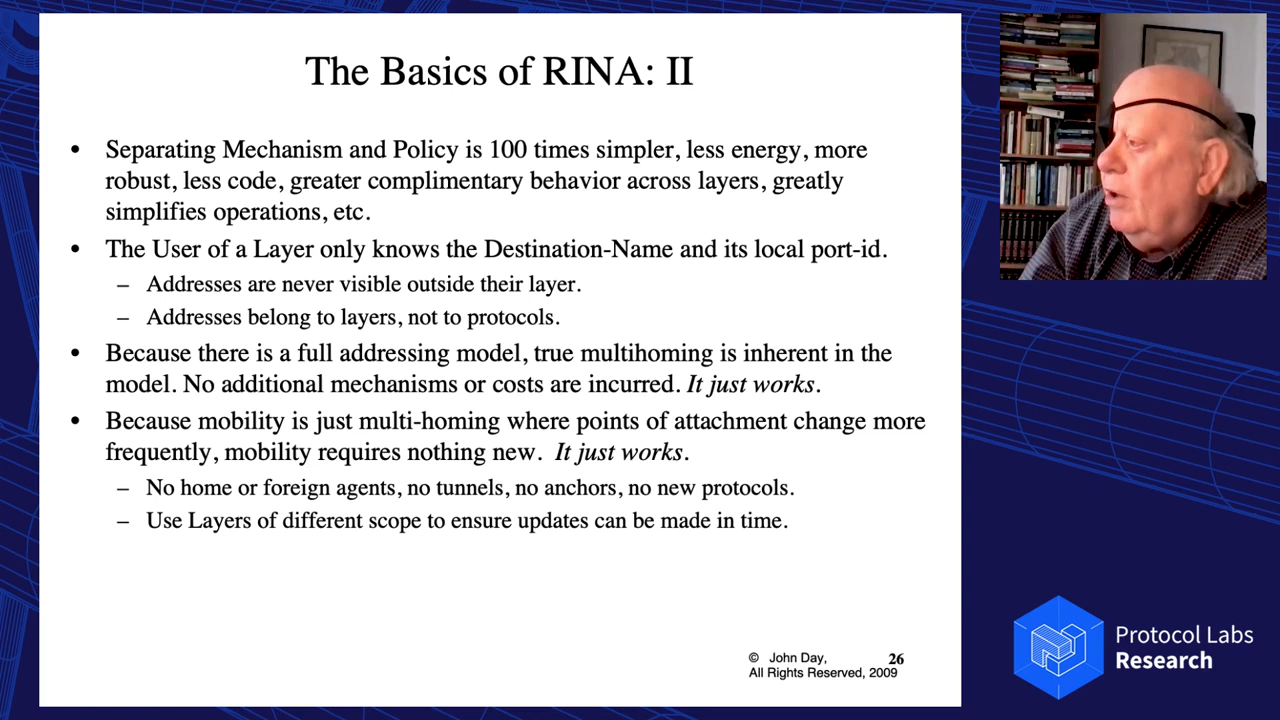 The Basics of RINA: II
• Separating Mechanism and Policy is 100 times simpler, less energy, more
robust, less code, greater complimentary behavior across layers, greatly
simplifies operations, etc.
• The User of a Layer only knows the Destination-Name and its local port-id.
– Addresses are never visible outside their layer.
– Addresses belong to layers, not to protocols.
• Because there is a full addressing model, true multihoming is inherent in the
model. No additional mechanisms or costs are incurred. It just works.
• Because mobility is just multi-homing where points of attachment change more
frequently, mobility requires nothing new. It just works.
– No home or foreign agents, no tunnels, no anchors, no new protocols.
– Use Layers of different scope to ensure updates can be made in time.
© John Day,
All Rights Reserved, 2009
26
Protocol Labs
Research